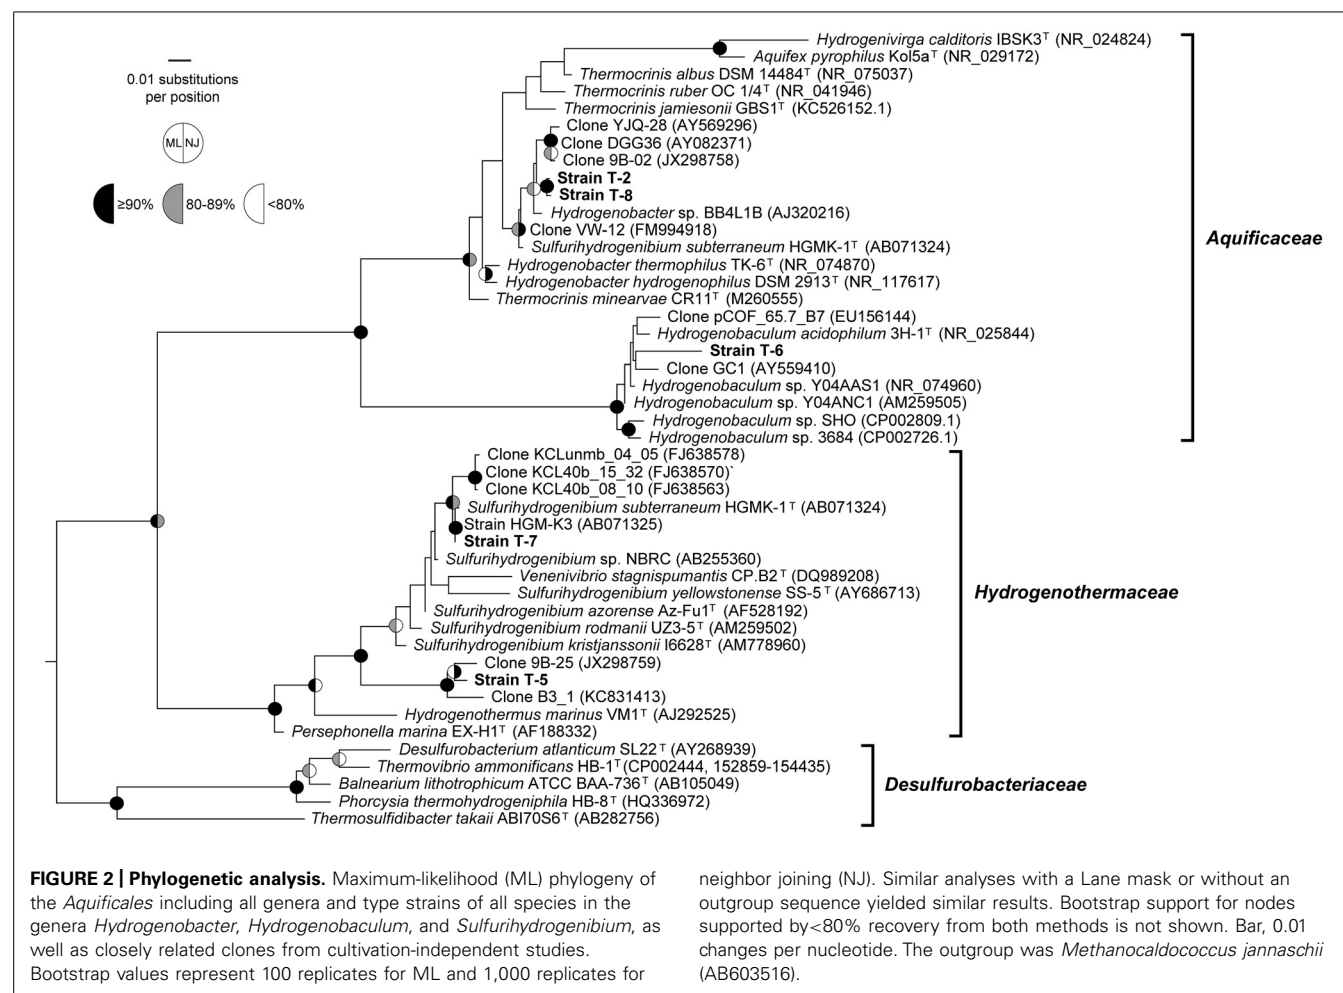 0.01 substitutions
per position
ML NJ
≥90% 80-89% <80%
Hydrogenivirga calditoris IBSK3ᵀ (NR_024824)
Aquifex pyrophilus Kol5aᵀ (NR_029172)
Thermocrinis albus DSM 14484ᵀ (NR_075037)
Thermocrinis ruber OC 1/4ᵀ (NR_041946)
Thermocrinis jamiesonii GBS1ᵀ (KC526152.1)
Clone YJQ-28 (AY569296)
Clone DGG36 (AY082371)
Clone 9B-02 (JX298758)
Strain T-2
Strain T-8
Hydrogenobacter sp. BB4L1B (AJ320216)
Clone VW-12 (FM994918)
Sulfurihydrogenibium subterraneum HGMK-1ᵀ (AB071324)
Hydrogenobacter thermophilus TK-6ᵀ (NR_074870)
Hydrogenobacter hydrogenophilus DSM 2913ᵀ (NR_117617)
Thermocrinis minearvae CR11ᵀ (M260555)
Clone pCOF_65.7_B7 (EU156144)
Hydrogenobaculum acidophilum 3H-1ᵀ (NR_025844)
Strain T-6
Clone GC1 (AY559410)
Hydrogenobaculum sp. Y04AAS1 (NR_074960)
Hydrogenobaculum sp. Y04ANC1 (AM259505)
Hydrogenobaculum sp. SHO (CP002809.1)
Hydrogenobaculum sp. 3684 (CP002726.1)
Aquificaceae
Clone KCLunmb_04_05 (FJ638578)
Clone KCL40b_15_32 (FJ638570)`
Clone KCL40b_08_10 (FJ638563)
Sulfurihydrogenibium subterraneum HGMK-1ᵀ (AB071324)
Strain HGM-K3 (AB071325)
Strain T-7
Sulfurihydrogenibium sp. NBRC (AB255360)
Venenivibrio stagnispumantis CP.B2ᵀ (DQ989208)
Sulfurihydrogenibium yellowstonense SS-5ᵀ (AY686713)
Sulfurihydrogenibium azorense Az-Fu1ᵀ (AF528192)
Sulfurihydrogenibium rodmanii UZ3-5ᵀ (AM259502)
Sulfurihydrogenibium kristjanssonii I6628ᵀ (AM778960)
Clone 9B-25 (JX298759)
Strain T-5
Clone B3_1 (KC831413)
Hydrogenothermus marinus VM1ᵀ (AJ292525)
Persephonella marina EX-H1ᵀ (AF188332)
Hydrogenothermaceae
Desulfurobacterium atlanticum SL22ᵀ (AY268939)
Thermovibrio ammonificans HB-1ᵀ(CP002444, 152859-154435)
Balnearium lithotrophicum ATCC BAA-736ᵀ (AB105049)
Phorcysia thermohydrogeniphila HB-8ᵀ (HQ336972)
Thermosulfidibacter takaii ABI70S6ᵀ (AB282756)
Desulfurobacteriaceae
FIGURE 2 | Phylogenetic analysis. Maximum-likelihood (ML) phylogeny of
the Aquificales including all genera and type strains of all species in the
genera Hydrogenobacter, Hydrogenobaculum, and Sulfurihydrogenibium, as
well as closely related clones from cultivation-independent studies.
Bootstrap values represent 100 replicates for ML and 1,000 replicates for
neighbor joining (NJ). Similar analyses with a Lane mask or without an
outgroup sequence yielded similar results. Bootstrap support for nodes
supported by<80% recovery from both methods is not shown. Bar, 0.01
changes per nucleotide. The outgroup was Methanocaldococcus jannaschii
(AB603516).